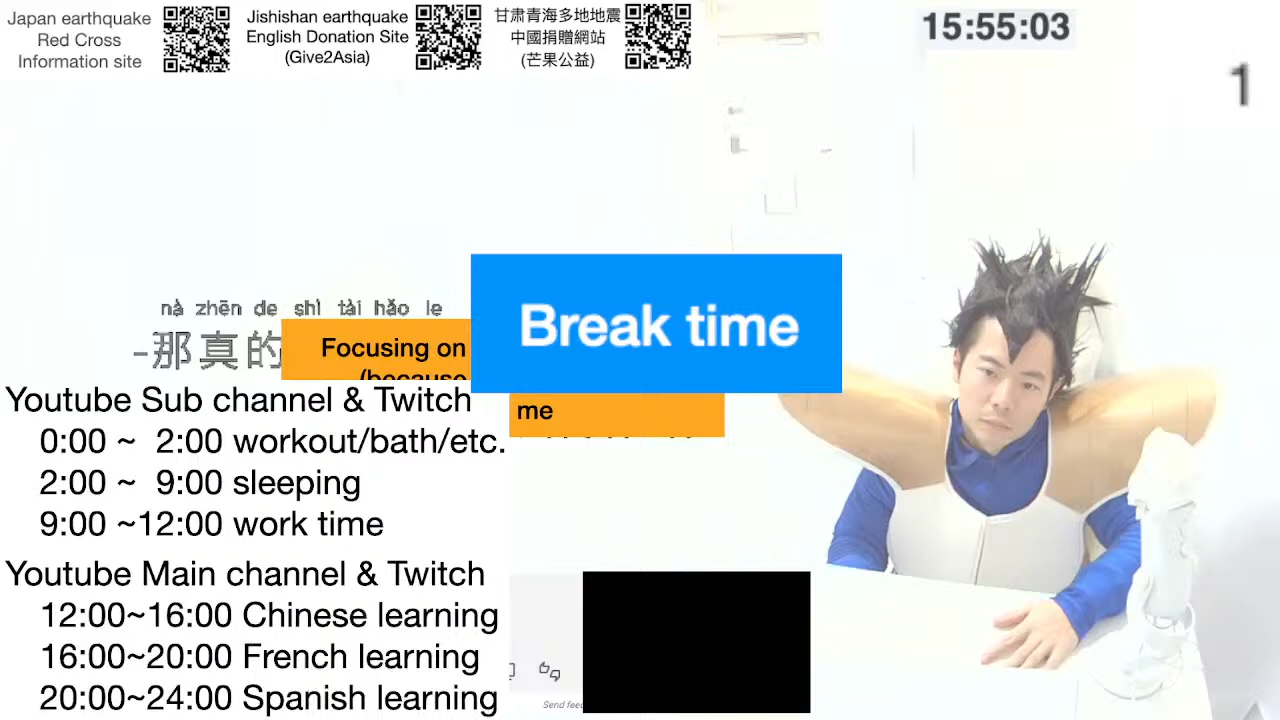 Japan earthquake
Red Cross
Information site
Jishishan earthquake
English Donation Site
(Give2Asia)
甘肃青海多地地震
中國捐贈網站
(芒果公益)
15:55:03
1
nà zhēn de shì tài hǎo le
-那真的
Focusing on
(because
Break time
me
Youtube Sub channel & Twitch
0:00 ~ 2:00 workout/bath/etc.
2:00 ~ 9:00 sleeping
9:00 ~12:00 work time
Youtube Main channel & Twitch
12:00~16:00 Chinese learning
16:00~20:00 French learning
20:00~24:00 Spanish learning
Send feed